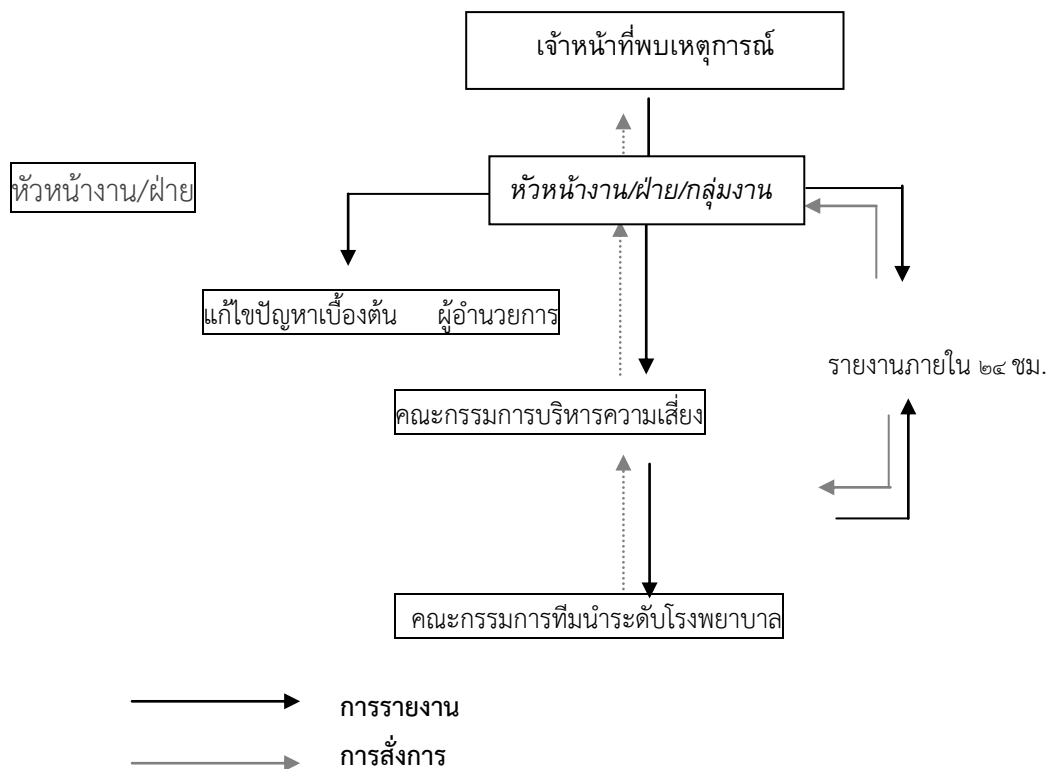 เจ้าหน้าที่พบเหตุการณ์
หัวหน้างาน/ฝ่าย
หัวหน้างาน/ฝ่าย/กลุ่มงาน
แก้ไขปัญหาเบื้องต้น ผู้อำนวยการ
รายงานภายใน ๒๔ ชม.
คณะกรรมการบริหารความเสี่ยง
คณะกรรมการทีมนำระดับโรงพยาบาล
การรายงาน
การสั่งการ